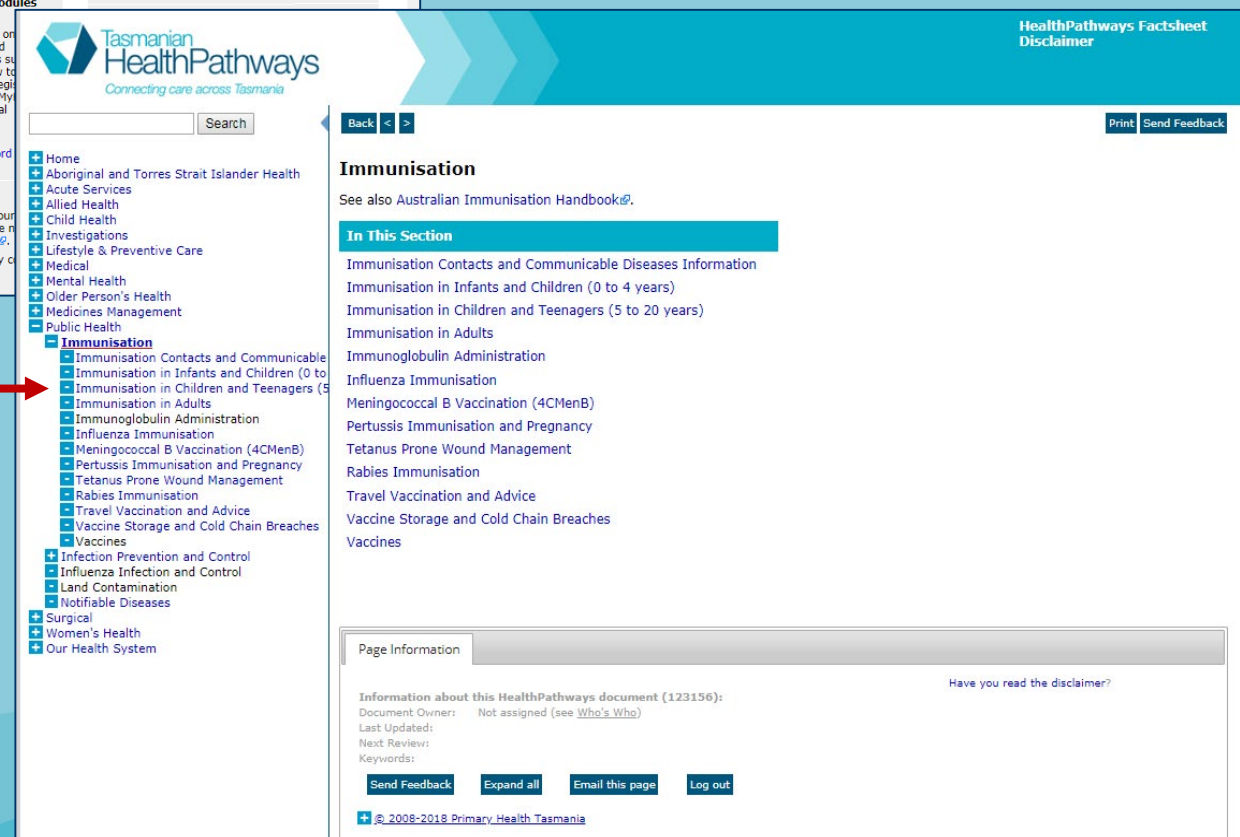 odules
on
d
s su
w to
egis
al
ord
our
e n
y co
Tasmanian
HealthPathways
Connecting care across Tasmania
HealthPathways Factsheet
Disclaimer
Search
Back < >
Print Send Feedback
Home
Aboriginal and Torres Strait Islander Health
Acute Services
Allied Health
Child Health
Investigations
Lifestyle & Preventive Care
Medical
Mental Health
Older Person's Health
Medicines Management
Public Health
Immunisation
Immunisation Contacts and Communicable
Immunisation in Infants and Children (0 to
Immunisation in Children and Teenagers (5
Immunisation in Adults
Immunoglobulin Administration
Influenza Immunisation
Meningococcal B Vaccination (4CMenB)
Pertussis Immunisation and Pregnancy
Tetanus Prone Wound Management
Rabies Immunisation
Travel Vaccination and Advice
Vaccine Storage and Cold Chain Breaches
Vaccines
Infection Prevention and Control
Influenza Infection and Control
Land Contamination
Notifiable Diseases
Surgical
Women's Health
Our Health System
Immunisation
See also Australian Immunisation Handbook.
In This Section
Immunisation Contacts and Communicable Diseases Information
Immunisation in Infants and Children (0 to 4 years)
Immunisation in Children and Teenagers (5 to 20 years)
Immunisation in Adults
Immunoglobulin Administration
Influenza Immunisation
Meningococcal B Vaccination (4CMenB)
Pertussis Immunisation and Pregnancy
Tetanus Prone Wound Management
Rabies Immunisation
Travel Vaccination and Advice
Vaccine Storage and Cold Chain Breaches
Vaccines
Page Information
Have you read the disclaimer?
Information about this HealthPathways document (123156):
Document Owner: Not assigned (see Who's Who)
Last Updated:
Next Review:
Keywords:
Send Feedback Expand all Email this page Log out
© 2008-2018 Primary Health Tasmania